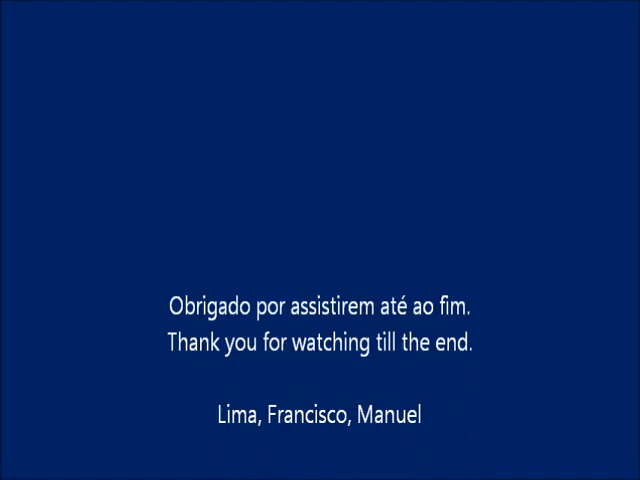 Obrigado por assistirem até ao fim.
Thank you for watching till the end.
Lima, Francisco, Manuel